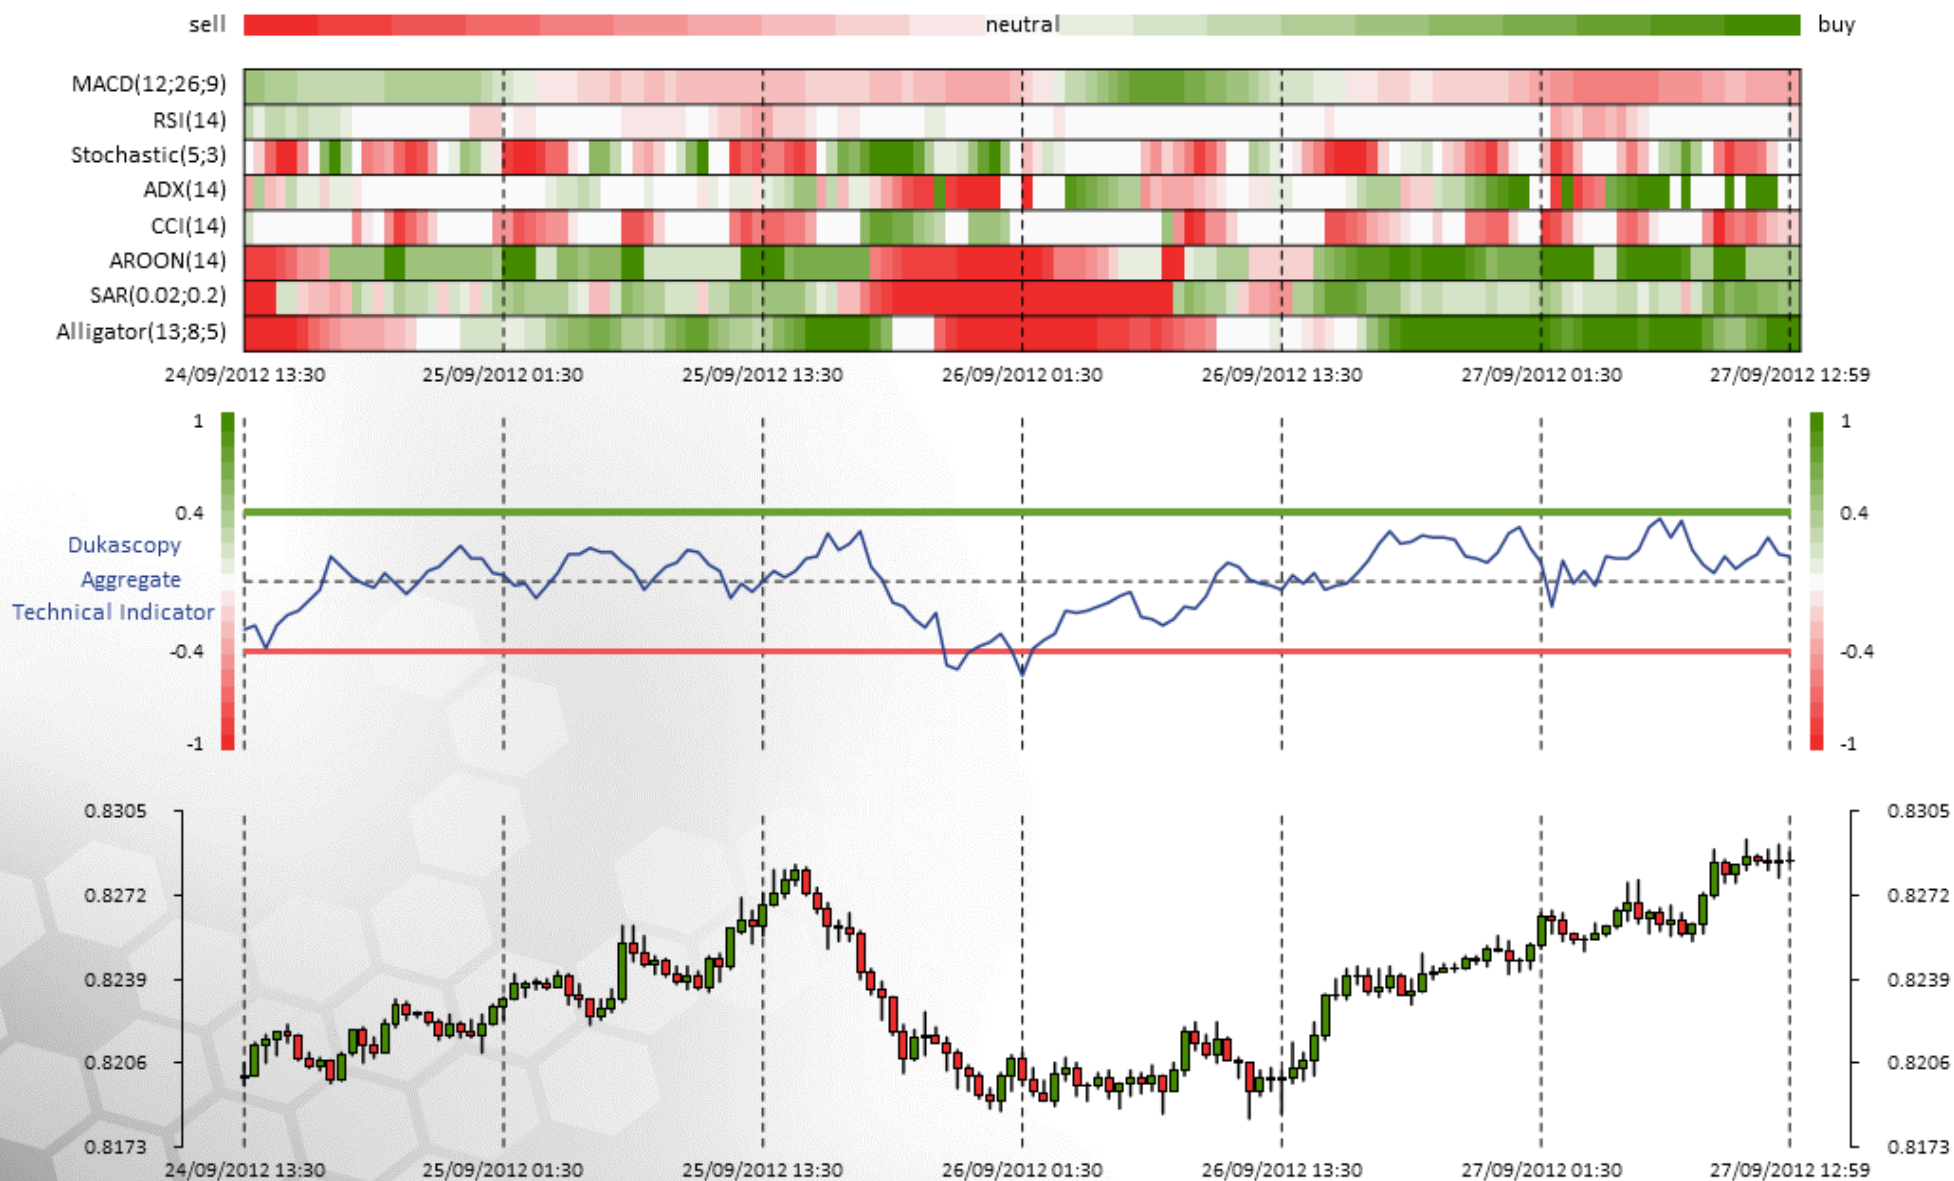 sell neutral buy
MACD(12;26;9)
RSI(14)
Stochastic(5;3)
ADX(14)
CCI(14)
AROON(14)
SAR(0.02;0.2)
Alligator(13;8;5)
24/09/2012 13:30 25/09/2012 01:30 25/09/2012 13:30 26/09/2012 01:30 26/09/2012 13:30 27/09/2012 01:30 27/09/2012 12:59
1 1
0.4 0.4
Dukascopy
Aggregate
Technical Indicator
-0.4 -0.4
-1 -1
0.8305 0.8305
0.8272 0.8272
0.8239 0.8239
0.8206 0.8206
0.8173 0.8173
24/09/2012 13:30 25/09/2012 01:30 25/09/2012 13:30 26/09/2012 01:30 26/09/2012 13:30 27/09/2012 01:30 27/09/2012 12:59